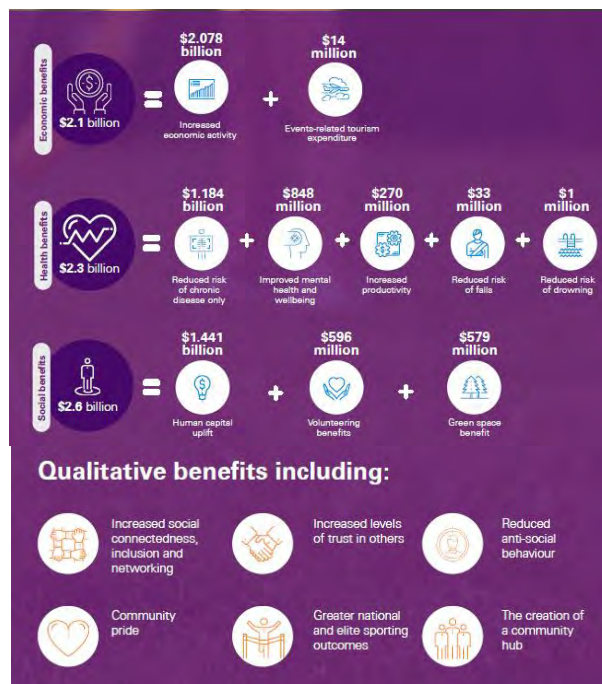 Economic benefits
$2.1 billion
=
$2.078
billion
Increased
economic activity
+
$14
million
Events-related tourism
expenditure
Health benefits
$2.3 billion
=
$1.184
billion
Reduced risk
of chronic
disease only
+
$848
million
Improved mental
health and
wellbeing
+
$270
million
Increased
productivity
+
$33
million
Reduced risk
of falls
+
$1
million
Reduced risk
of drowning
Social benefits
$2.6 billion
=
$1.441
billion
Human capital
uplift
+
$596
million
Volunteering
benefits
+
$579
million
Green space
benefit
Qualitative benefits including:
Increased social
connectedness,
inclusion and
networking
Increased levels
of trust in others
Reduced
anti-social
behaviour
Community
pride
Greater national
and elite sporting
outcomes
The creation of
a community
hub